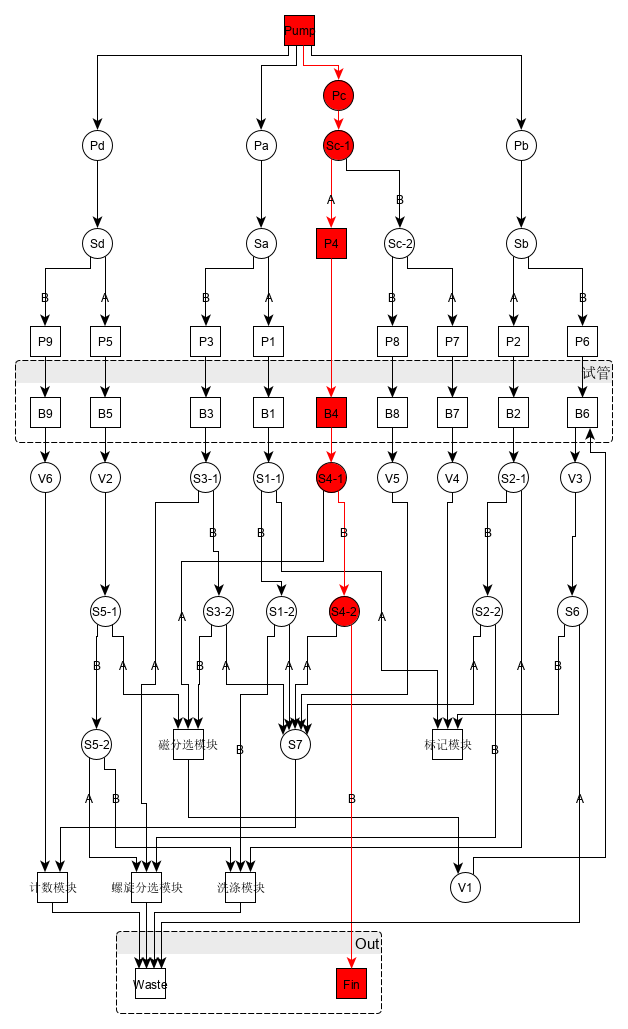 Pump
Pc
Pd
Pa
Sc-1
Pb
A
B
Sd
Sa
P4
Sc-2
Sb
B
A
B
A
B
A
A
B
P9
P5
P3
P1
P8
P7
P2
P6
试管
B9
B5
B3
B1
B4
B8
B7
B2
B6
V6
V2
S3-1
S1-1
S4-1
V5
V4
S2-1
V3
B
B
B
B
S5-1
S3-2
S1-2
S4-2
S2-2
S6
A
A
B
A
A
B
A
A
A
A
A
B
S5-2
磁分选模块
S7
标记模块
B
B
A
B
B
A
计数模块
螺旋分选模块
洗涤模块
V1
Out
Waste
Fin